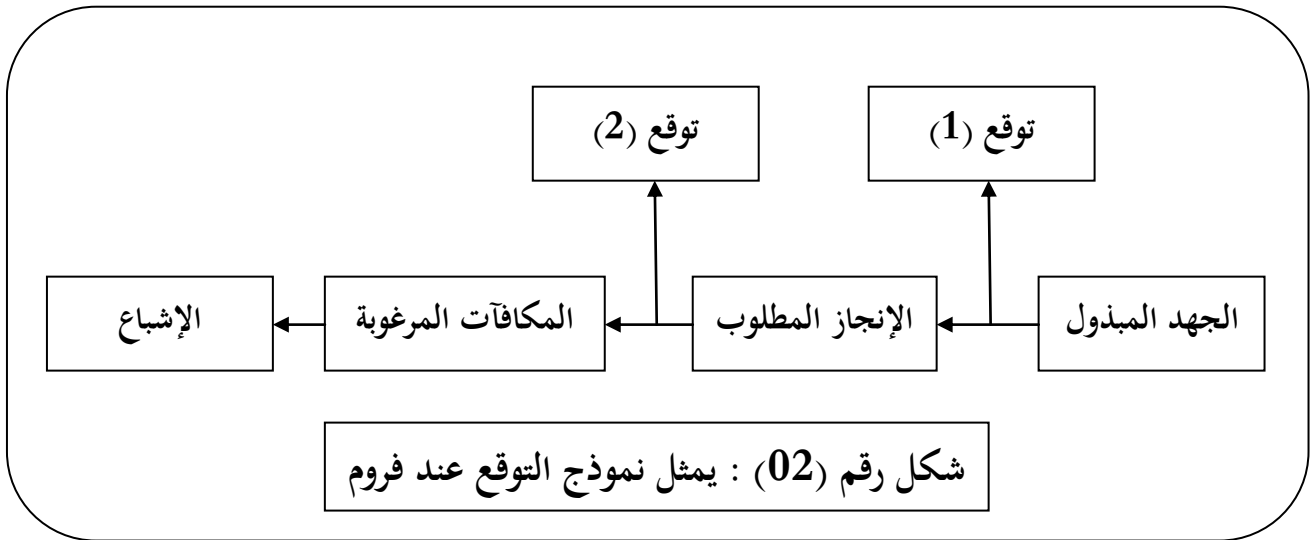 توقع (1)
توقع (2)
الجهد المبذول
الإنجاز المطلوب
المكافآت المرغوبة
الإشباع
شكل رقم (02) : يمثل نموذج التوقع عند فروم